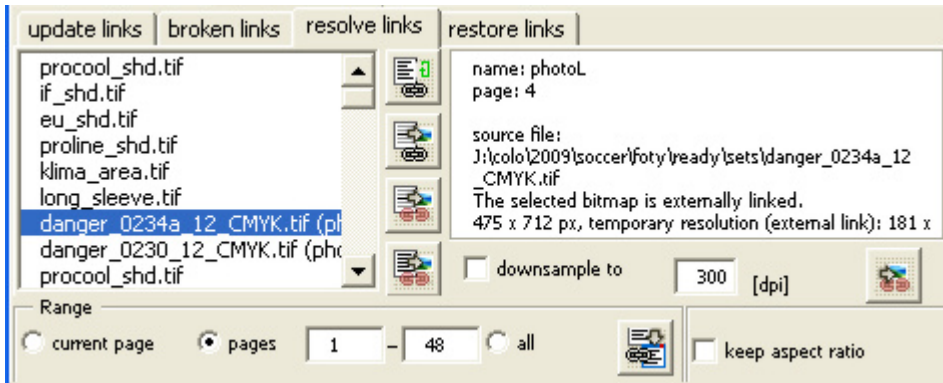 update links broken links resolve links restore links
procool_shd.tif
if_shd.tif
eu_shd.tif
proline_shd.tif
klima_area.tif
long_sleeve.tif
danger_0234a_12_CMYK.tif (ph
danger_0230_12_CMYK.tif (pho
procool_shd.tif
name: photoL
page: 4
source file:
J:\colo\2009\soccer\foty\ready\sets\danger_0234a_12
_CMYK.tif
The selected bitmap is externally linked.
475 x 712 px, temporary resolution (external link): 181 x
downsample to 300 [dpi]
Range
current page pages 1 - 48 all
keep aspect ratio